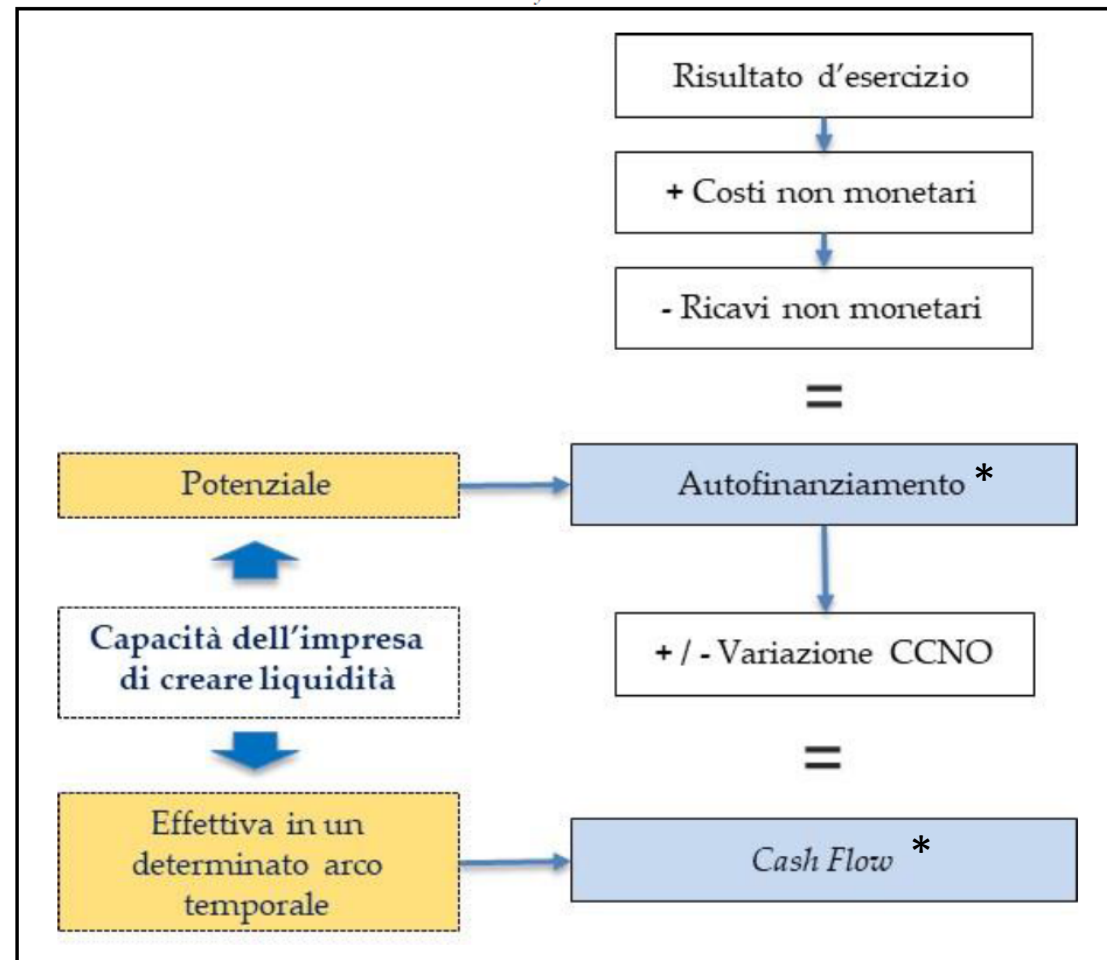 Risultato d'esercizio
+ Costi non monetari
- Ricavi non monetari
=
Potenziale
Autofinanziamento *
Capacità dell'impresa
di creare liquidità
+ / - Variazione CCNO
=
Effettiva in un
determinato arco
temporale
Cash Flow *